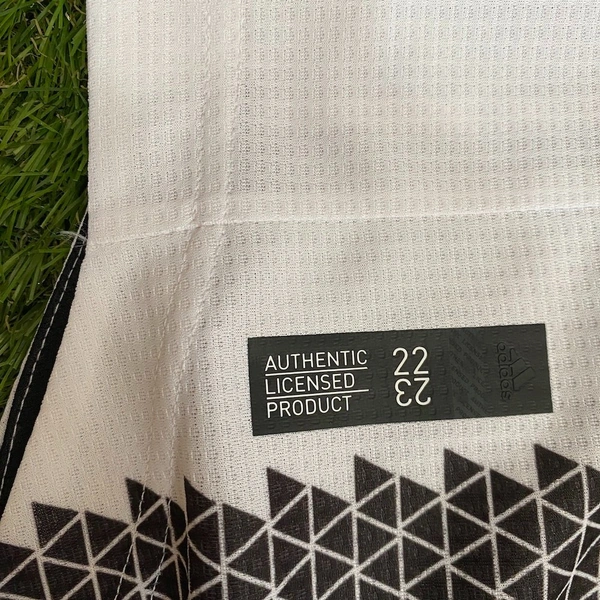 AUTHENTIC
LICENSED
PRODUCT
22
23
adidas